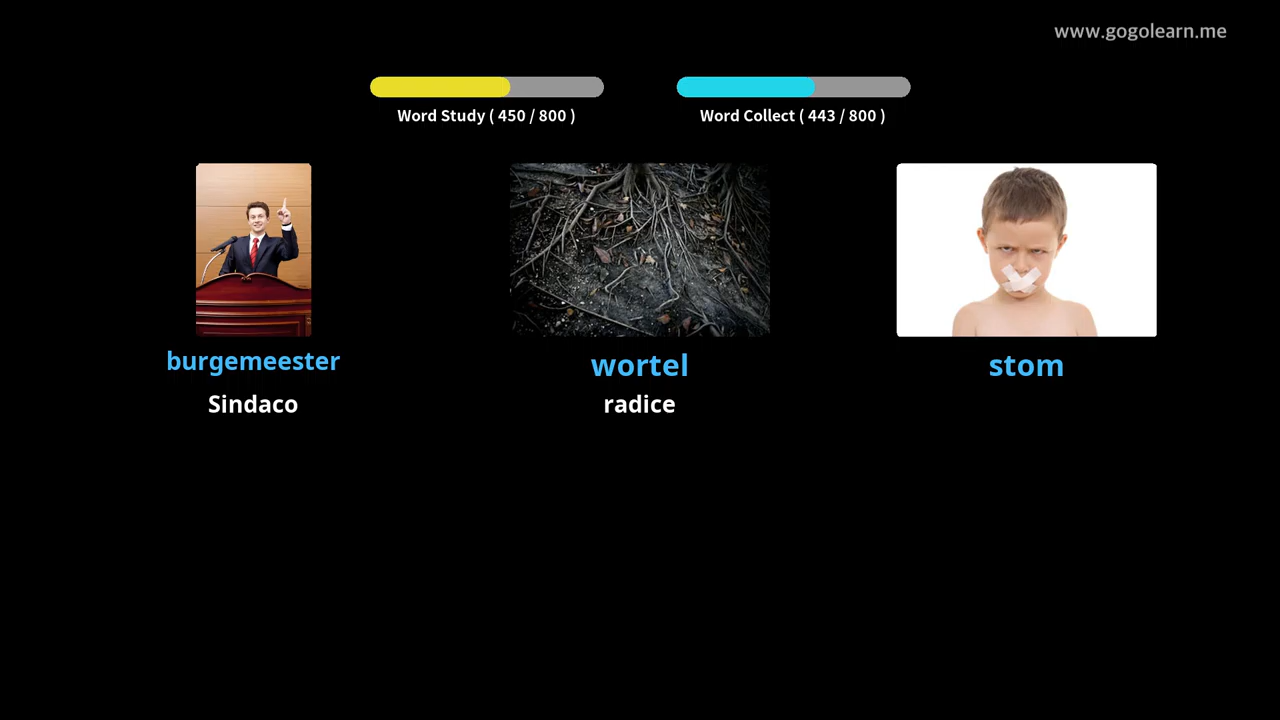 www.gogolearn.me
Word Study ( 450 / 800 )
Word Collect ( 443 / 800 )
burgemeester
wortel
stom
Sindaco
radice